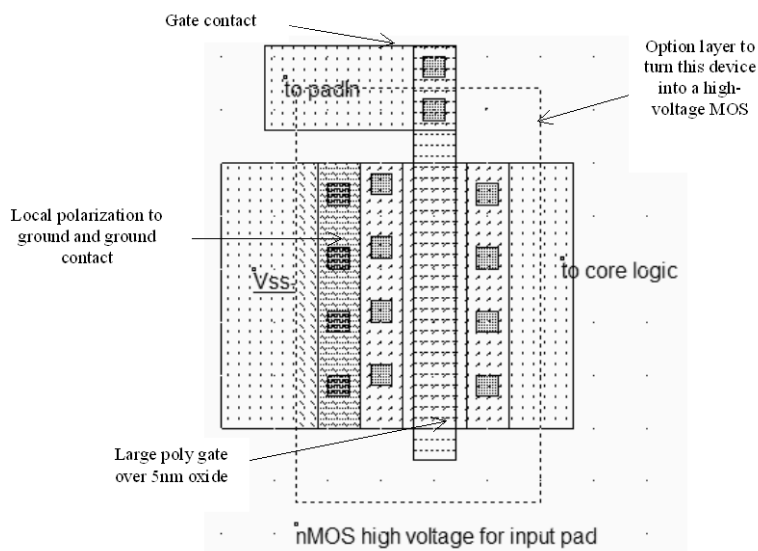 Gate contact
to padIn
Option layer to
turn this device
into a high-
voltage MOS
Local polarization to
ground and ground
contact
Vss
to core logic
Large poly gate
over 5nm oxide
nMOS high voltage for input pad